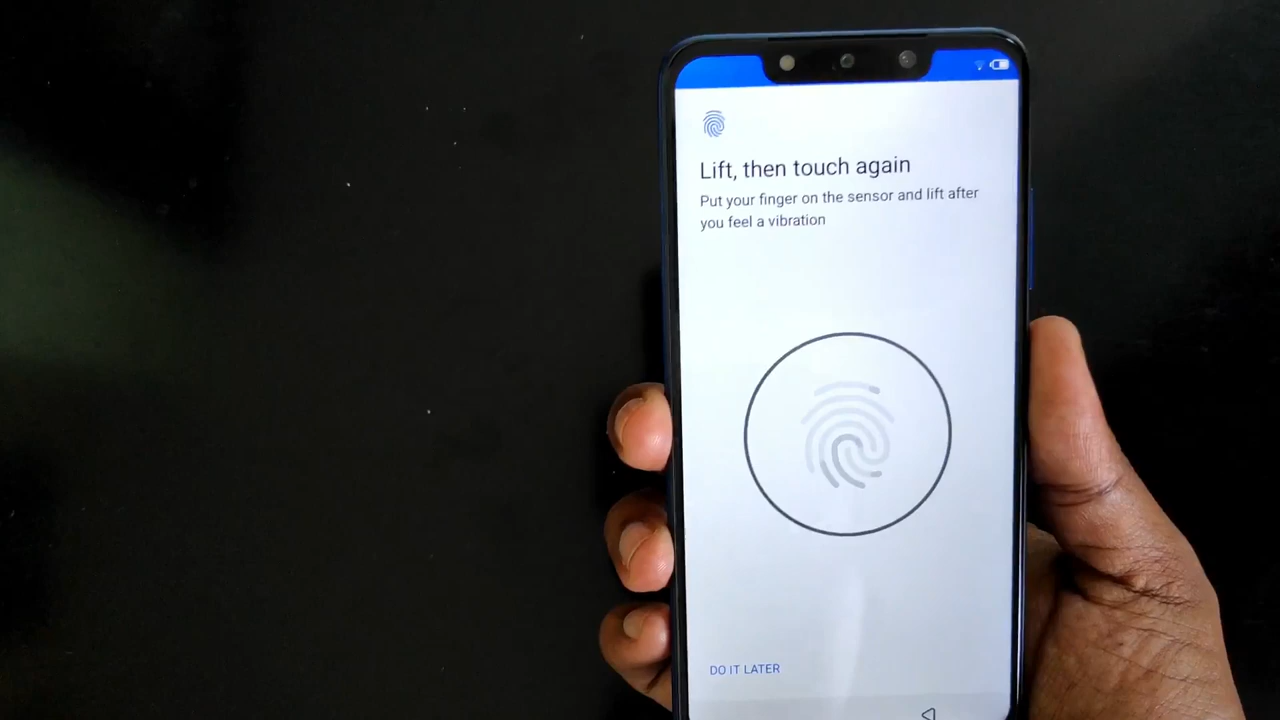 Lift, then touch again
Put your finger on the sensor and lift after
you feel a vibration
DO IT LATER